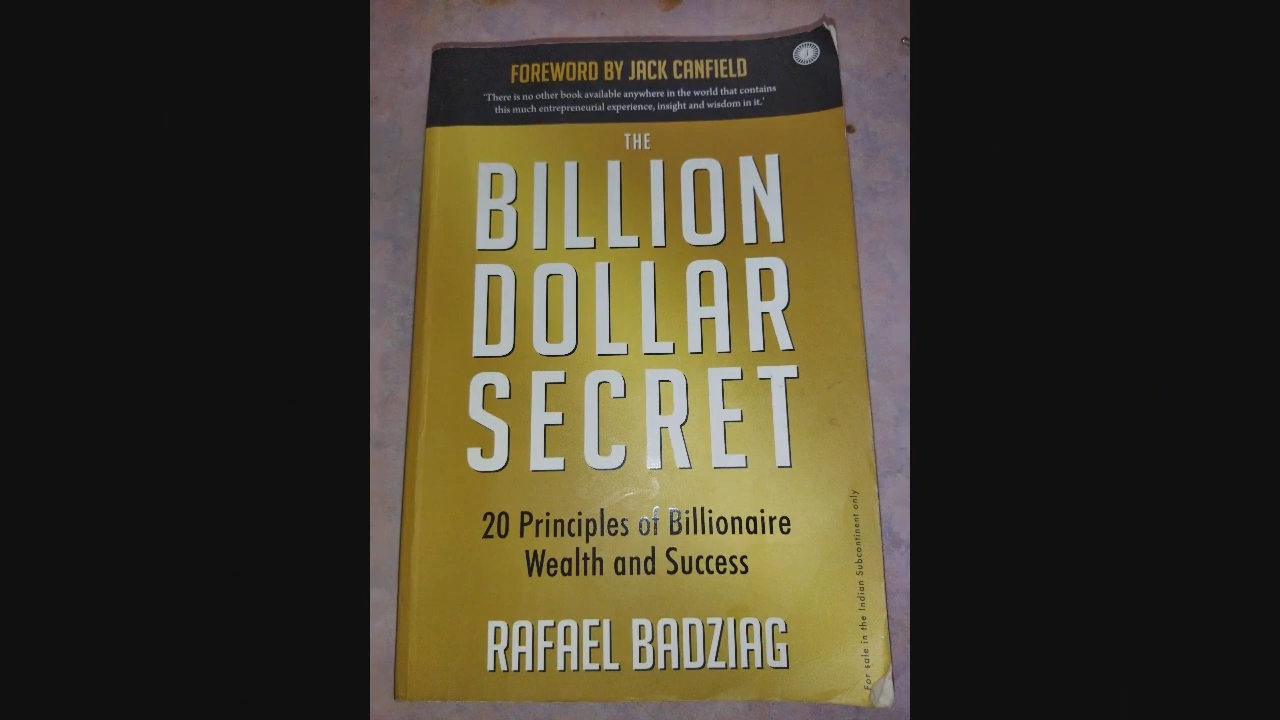 FOREWORD BY JACK CANFIELD
'There is no other book available anywhere in the world that contains
this much entrepreneurial experience, insight and wisdom in it.'
THE
BILLION
DOLLAR
SECRET
20 Principles of Billionaire
Wealth and Success
RAFAEL BADZIAG
For sale in the Indian Subcontinent only